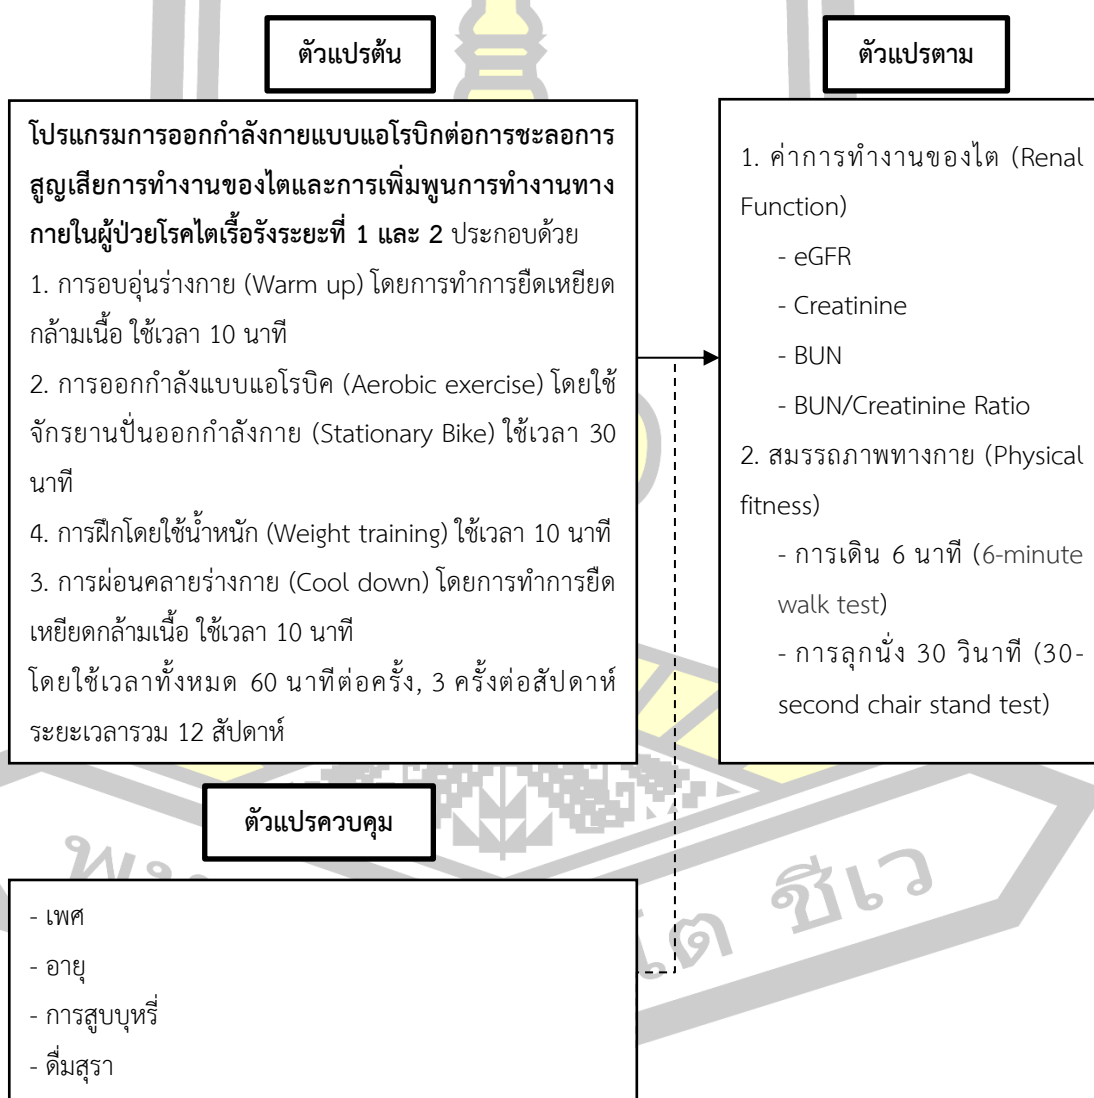 ตัวแปรต้น
โปรแกรมการออกกำลังกายแบบแอโรบิกต่อการชะลอการ
สูญเสียการทำงานของไตและการเพิ่มพูนการทำงานทาง
กายในผู้ป่วยโรคไตเรื้อรังระยะที่ 1 และ 2 ประกอบด้วย
1. การอบอุ่นร่างกาย (Warm up) โดยการทำการยืดเหยียด
กล้ามเนื้อ ใช้เวลา 10 นาที
2. การออกกำลังแบบแอโรบิค (Aerobic exercise) โดยใช้
จักรยานปั่นออกกำลังกาย (Stationary Bike) ใช้เวลา 30
นาที
4. การฝึกโดยใช้น้ำหนัก (Weight training) ใช้เวลา 10 นาที
3. การผ่อนคลายร่างกาย (Cool down) โดยการทำการยืด
เหยียดกล้ามเนื้อ ใช้เวลา 10 นาที
โดยใช้เวลาทั้งหมด 60 นาทีต่อครั้ง, 3 ครั้งต่อสัปดาห์
ระยะเวลารวม 12 สัปดาห์
ตัวแปรตาม
1. ค่าการทำงานของไต (Renal
Function)
- eGFR
- Creatinine
- BUN
- BUN/Creatinine Ratio
2. สมรรถภาพทางกาย (Physical
fitness)
- การเดิน 6 นาที (6-minute
walk test)
- การลุกนั่ง 30 วินาที (30-
second chair stand test)
ตัวแปรควบคุม
- เพศ
- อายุ
- การสูบบุหรี่
- ดื่มสุรา
ชีเว